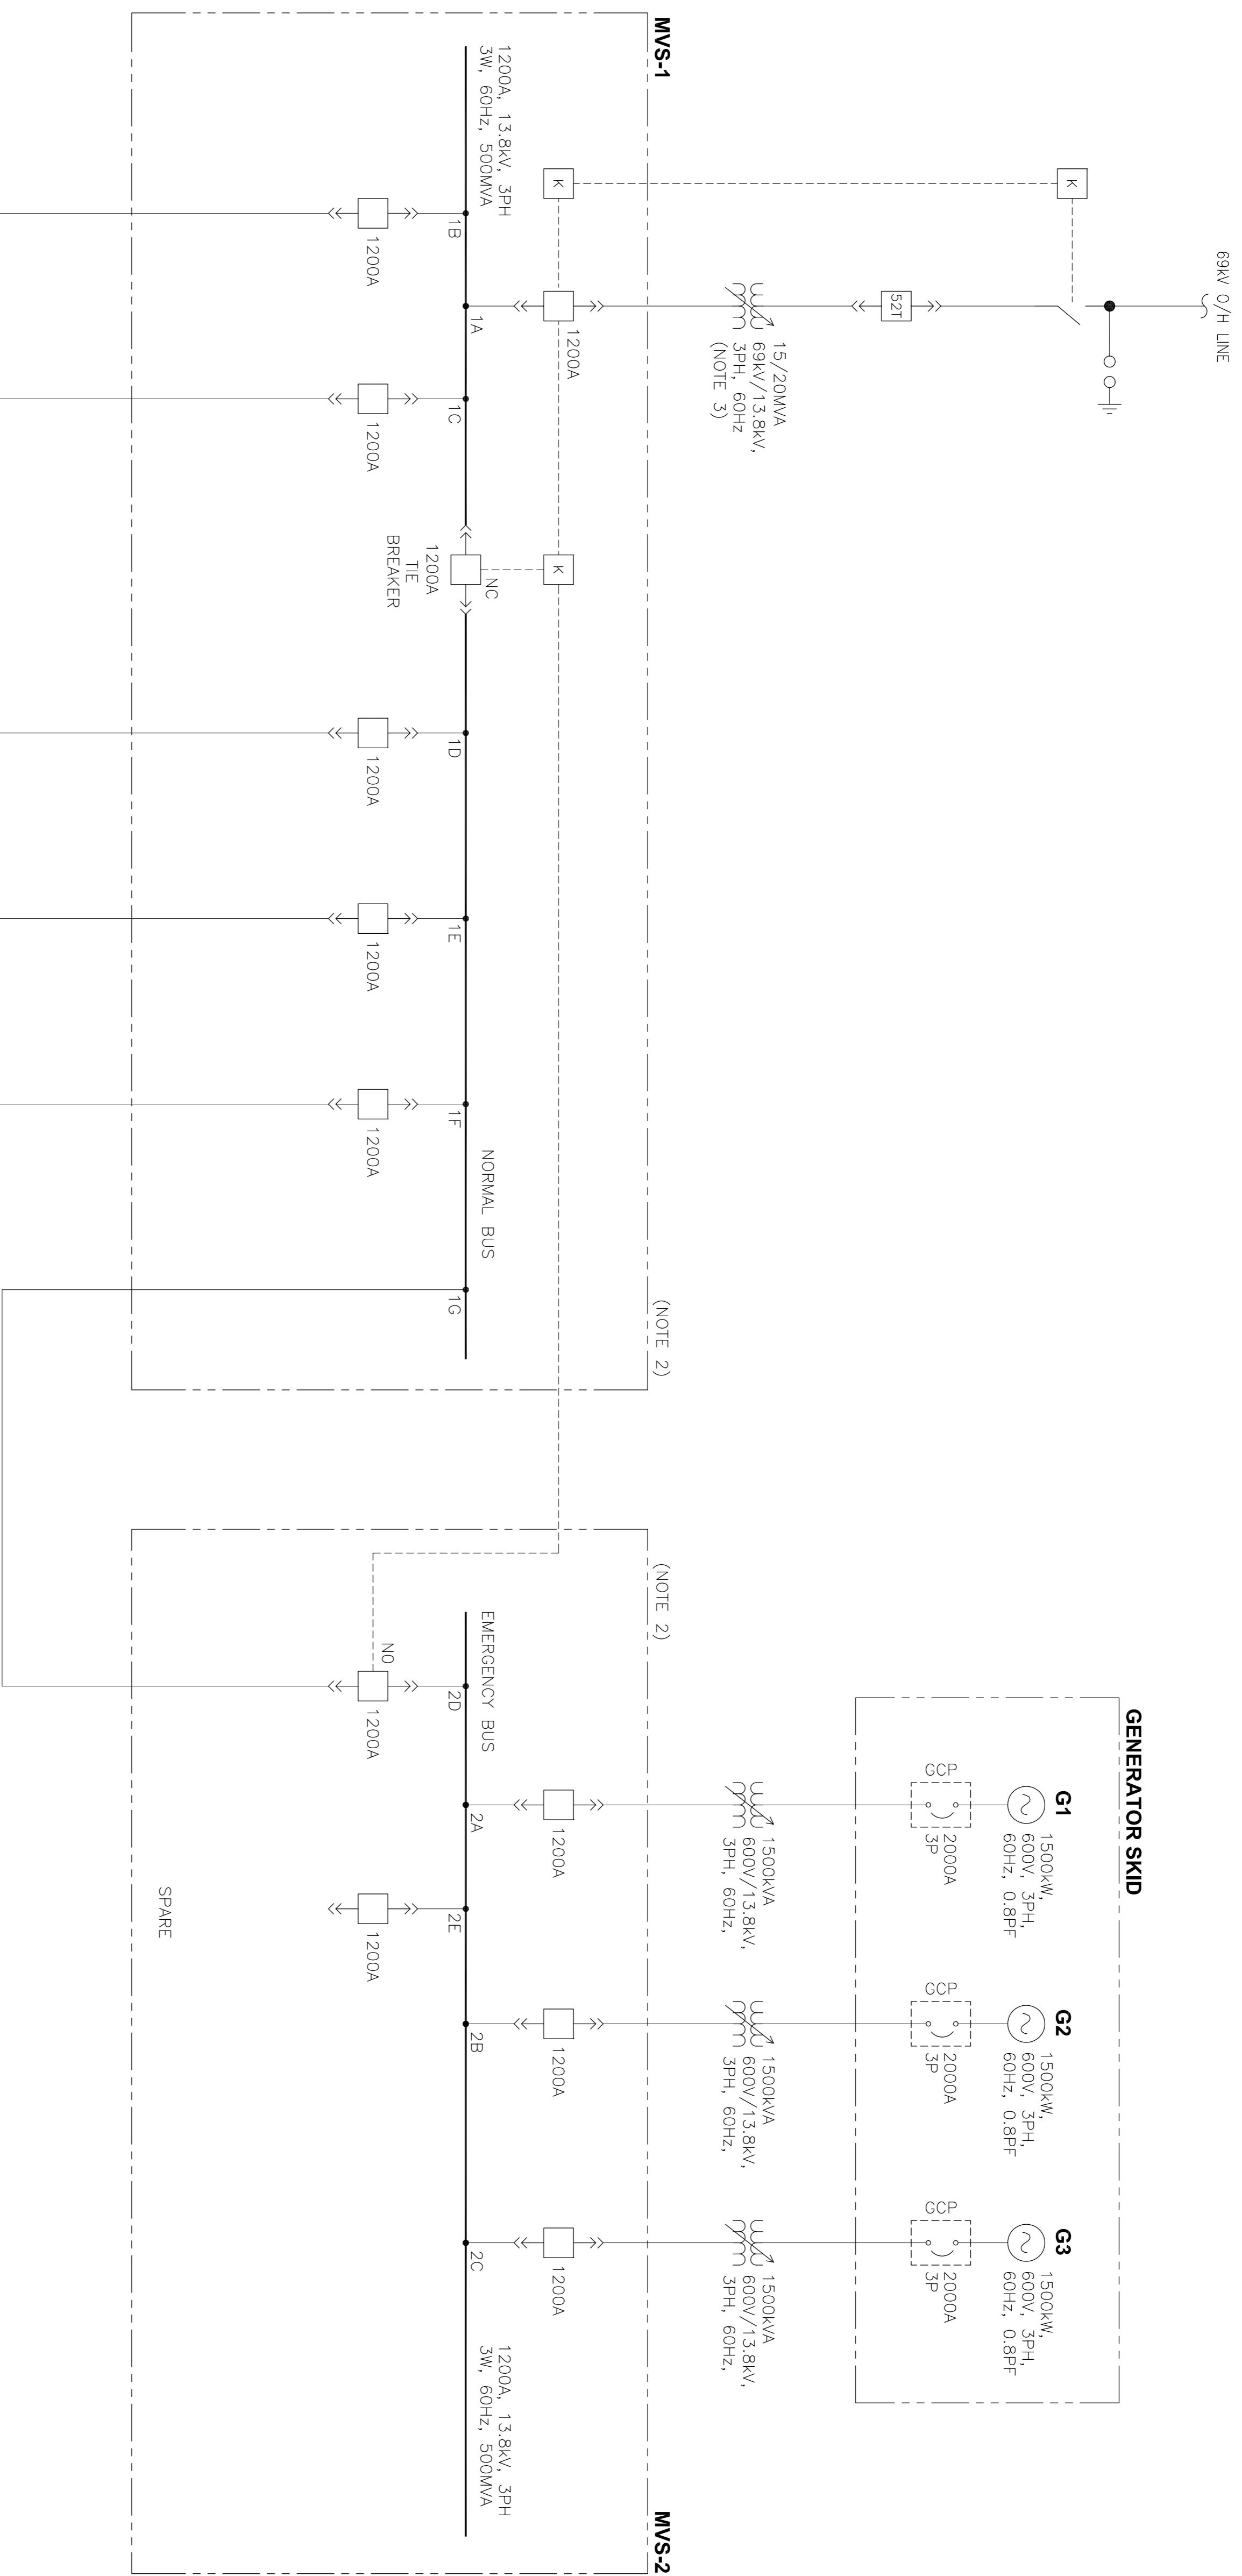 69kV O/H LINE
K
52T
15/20MVA
69kV/13.8kV,
3PH, 60Hz
(NOTE 3)
MVS-1
(NOTE 2)
K
1200A
K
1200A, 13.8kV, 3PH
3W, 60Hz, 500MVA
1B
1A
1C
NC
1200A
TIE
BREAKER
1D
1E
1F
NORMAL BUS
1G
1200A
1200A
1200A
1200A
1200A
GENERATOR SKID
G1
1500kW,
600V, 3PH,
60Hz, 0.8PF
GCP
2000A
3P
G2
1500kW,
600V, 3PH,
60Hz, 0.8PF
GCP
2000A
3P
G3
1500kW,
600V, 3PH,
60Hz, 0.8PF
GCP
2000A
3P
1500kVA
600V/13.8kV,
3PH, 60Hz,
1500kVA
600V/13.8kV,
3PH, 60Hz,
1500kVA
600V/13.8kV,
3PH, 60Hz,
(NOTE 2)
MVS-2
1200A
1200A
1200A
EMERGENCY BUS
1200A, 13.8kV, 3PH
3W, 60Hz, 500MVA
2D
2A
2E
2B
2C
NO
1200A
1200A
SPARE